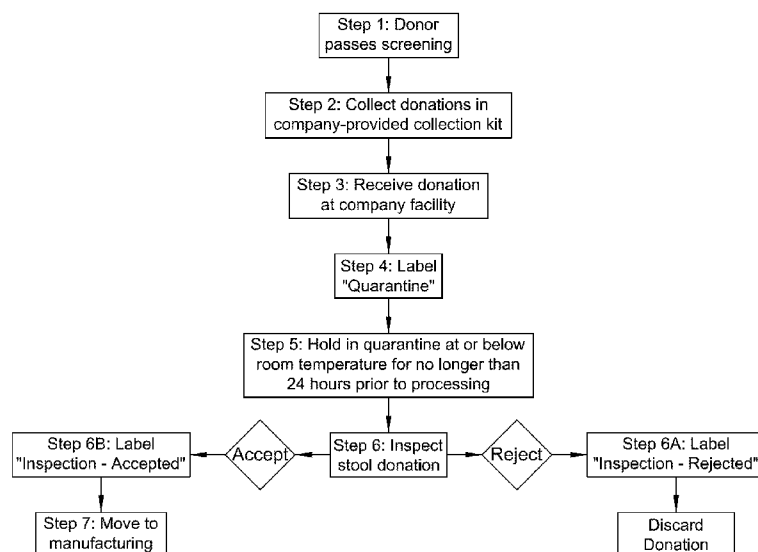 Step 1: Donor
passes screening
Step 2: Collect donations in
company-provided collection kit
Step 3: Receive donation
at company facility
Step 4: Label
"Quarantine"
Step 5: Hold in quarantine at or below
room temperature for no longer than
24 hours prior to processing
Step 6: Inspect
stool donation
Accept
Reject
Step 6B: Label
"Inspection - Accepted"
Step 6A: Label
"Inspection - Rejected"
Step 7: Move to
manufacturing
Discard
Donation